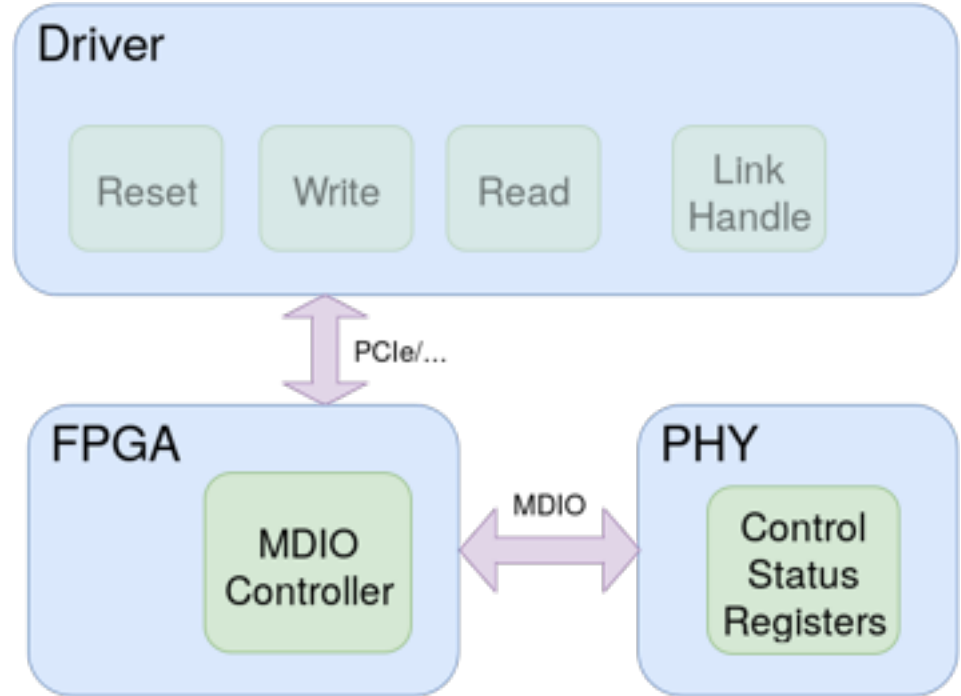 Driver
Reset
Write
Read
Link
Handle
PCIe/...
FPGA
MDIO
Controller
MDIO
PHY
Control
Status
Registers